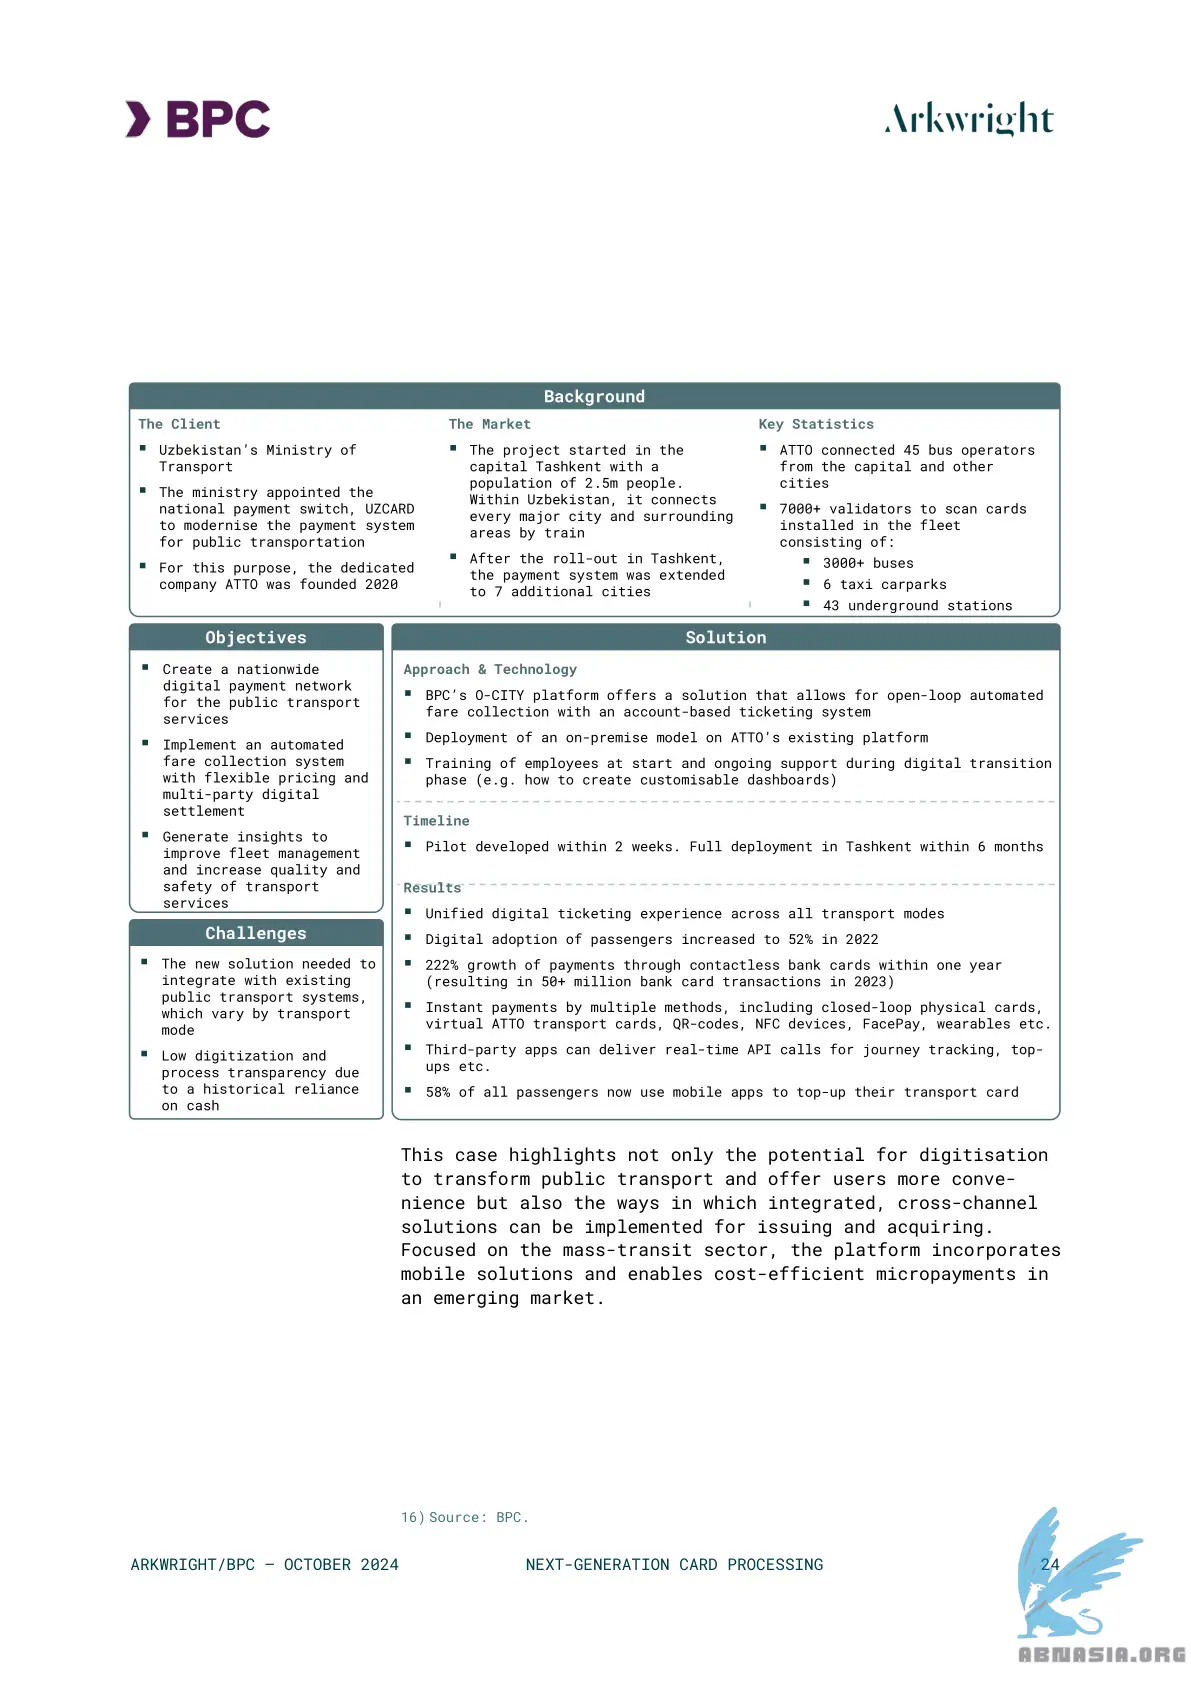 BPC
Arkwright
Background
The Client
▪ Uzbekistan's Ministry of
Transport
▪ The ministry appointed the
national payment switch, UZCARD
to modernise the payment system
for public transportation
▪ For this purpose, the dedicated
company ATTO was founded 2020
The Market
▪ The project started in the
capital Tashkent with a
population of 2.5m people.
Within Uzbekistan, it connects
every major city and surrounding
areas by train
▪ After the roll-out in Tashkent,
the payment system was extended
to 7 additional cities
Key Statistics
▪ ATTO connected 45 bus operators
from the capital and other
cities
▪ 7000+ validators to scan cards
installed in the fleet
consisting of:
▪ 3000+ buses
▪ 6 taxi carparks
▪ 43 underground stations
Objectives
▪ Create a nationwide
digital payment network
for the public transport
services
▪ Implement an automated
fare collection system
with flexible pricing and
multi-party digital
settlement
▪ Generate insights to
improve fleet management
and increase quality and
safety of transport
services
Challenges
▪ The new solution needed to
integrate with existing
public transport systems,
which vary by transport
mode
▪ Low digitization and
process transparency due
to a historical reliance
on cash
Solution
Approach & Technology
▪ BPC's O-CITY platform offers a solution that allows for open-loop automated
fare collection with an account-based ticketing system
▪ Deployment of an on-premise model on ATTO's existing platform
▪ Training of employees at start and ongoing support during digital transition
phase (e.g. how to create customisable dashboards)
Timeline
▪ Pilot developed within 2 weeks. Full deployment in Tashkent within 6 months
Results
▪ Unified digital ticketing experience across all transport modes
▪ Digital adoption of passengers increased to 52% in 2022
▪ 222% growth of payments through contactless bank cards within one year
(resulting in 50+ million bank card transactions in 2023)
▪ Instant payments by multiple methods, including closed-loop physical cards,
virtual ATTO transport cards, QR-codes, NFC devices, FacePay, wearables etc.
▪ Third-party apps can deliver real-time API calls for journey tracking, top-
ups etc.
▪ 58% of all passengers now use mobile apps to top-up their transport card
This case highlights not only the potential for digitisation
to transform public transport and offer users more conve-
nience but also the ways in which integrated, cross-channel
solutions can be implemented for issuing and acquiring.
Focused on the mass-transit sector, the platform incorporates
mobile solutions and enables cost-efficient micropayments in
an emerging market.
16) Source: BPC.
ARKWRIGHT/BPC – OCTOBER 2024
NEXT-GENERATION CARD PROCESSING
24
ABNASIA.ORG